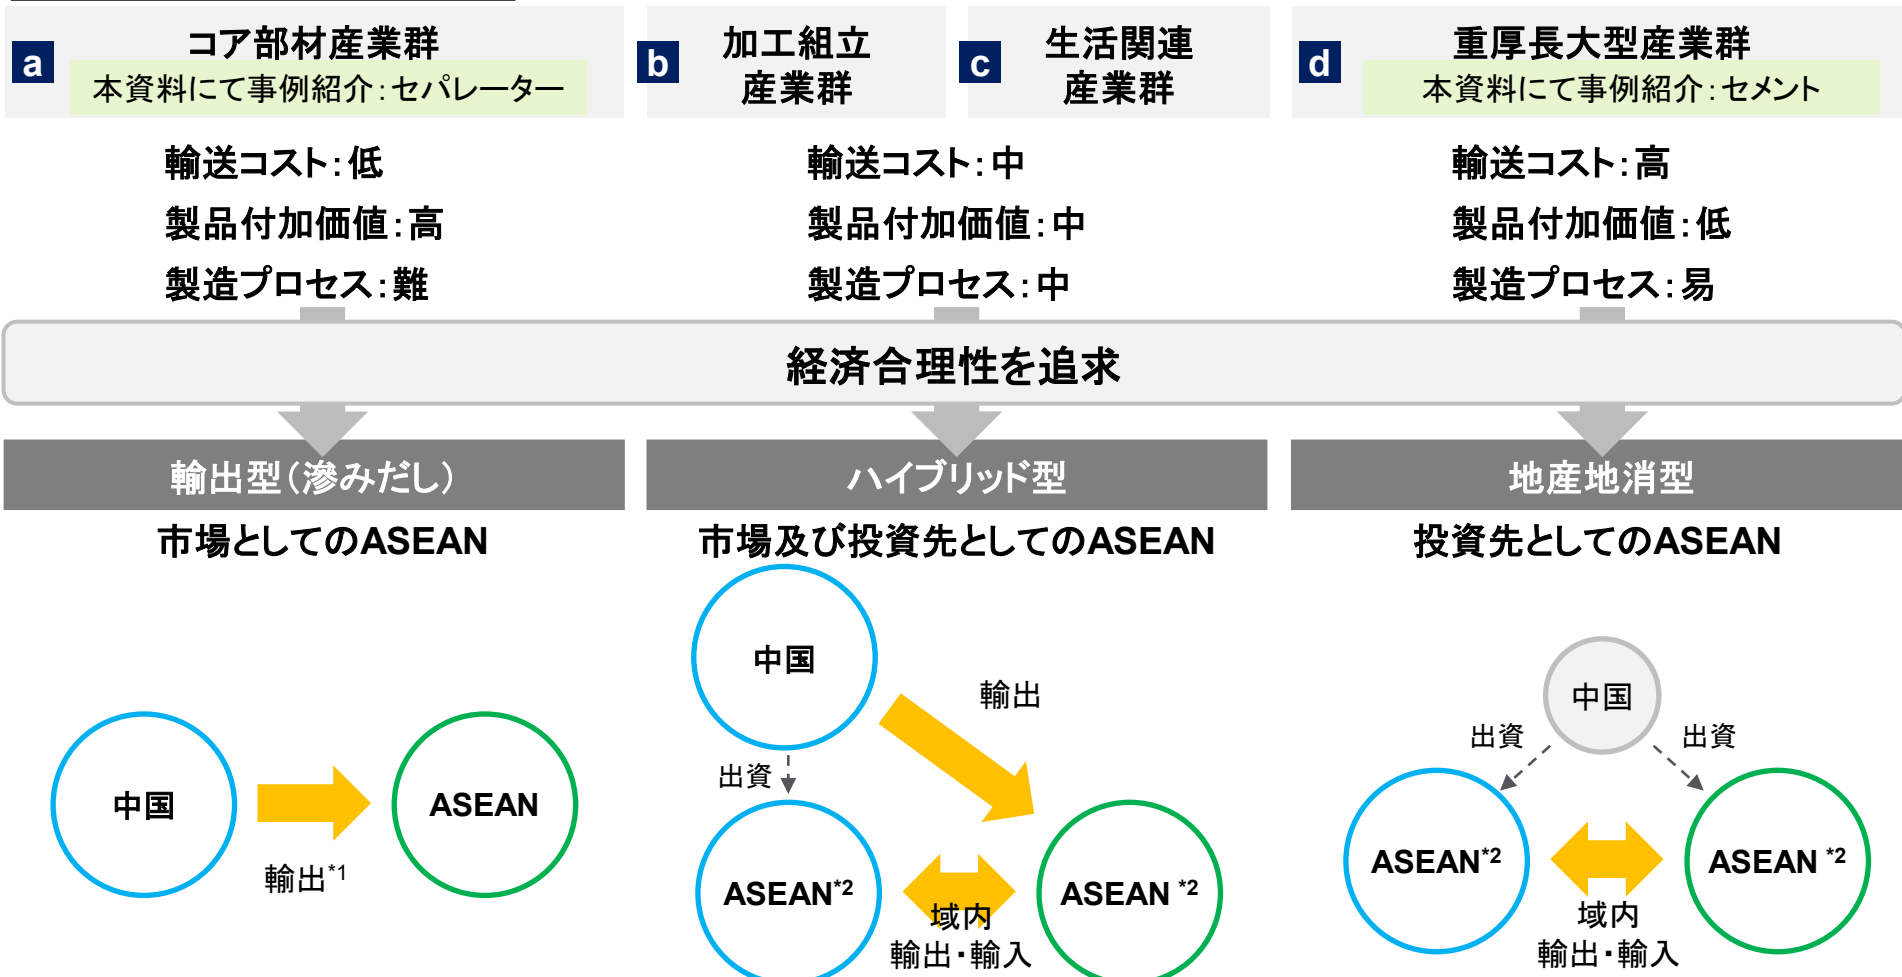 a
コア部材産業群
本資料にて事例紹介：セパレーター
b
加工組立
産業群
c
生活関連
産業群
d
重厚長大型産業群
本資料にて事例紹介：セメント
輸送コスト：低
製品付加価値：高
製造プロセス：難
輸送コスト：中
製品付加価値：中
製造プロセス：中
輸送コスト：高
製品付加価値：低
製造プロセス：易
経済合理性を追求
輸出型（滲みだし）
ハイブリッド型
地産地消型
市場としてのASEAN
市場及び投資先としてのASEAN
投資先としてのASEAN
中国
輸出*1
ASEAN
中国
輸出
出資
ASEAN*2
域内
輸出・輸入
ASEAN *2
中国
出資
出資
ASEAN*2
域内
輸出・輸入
ASEAN *2